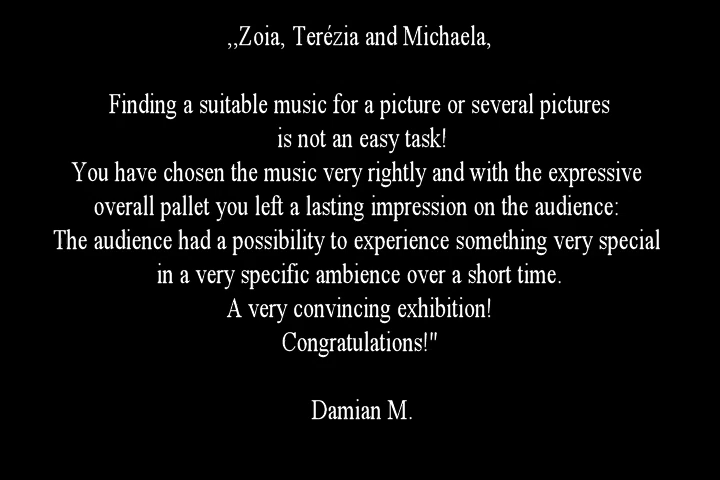 ,,Zoia, Terézia and Michaela,
Finding a suitable music for a picture or several pictures
is not an easy task!
You have chosen the music very rightly and with the expressive
overall pallet you left a lasting impression on the audience:
The audience had a possibility to experience something very special
in a very specific ambience over a short time.
A very convincing exhibition!
Congratulations!"
Damian M.